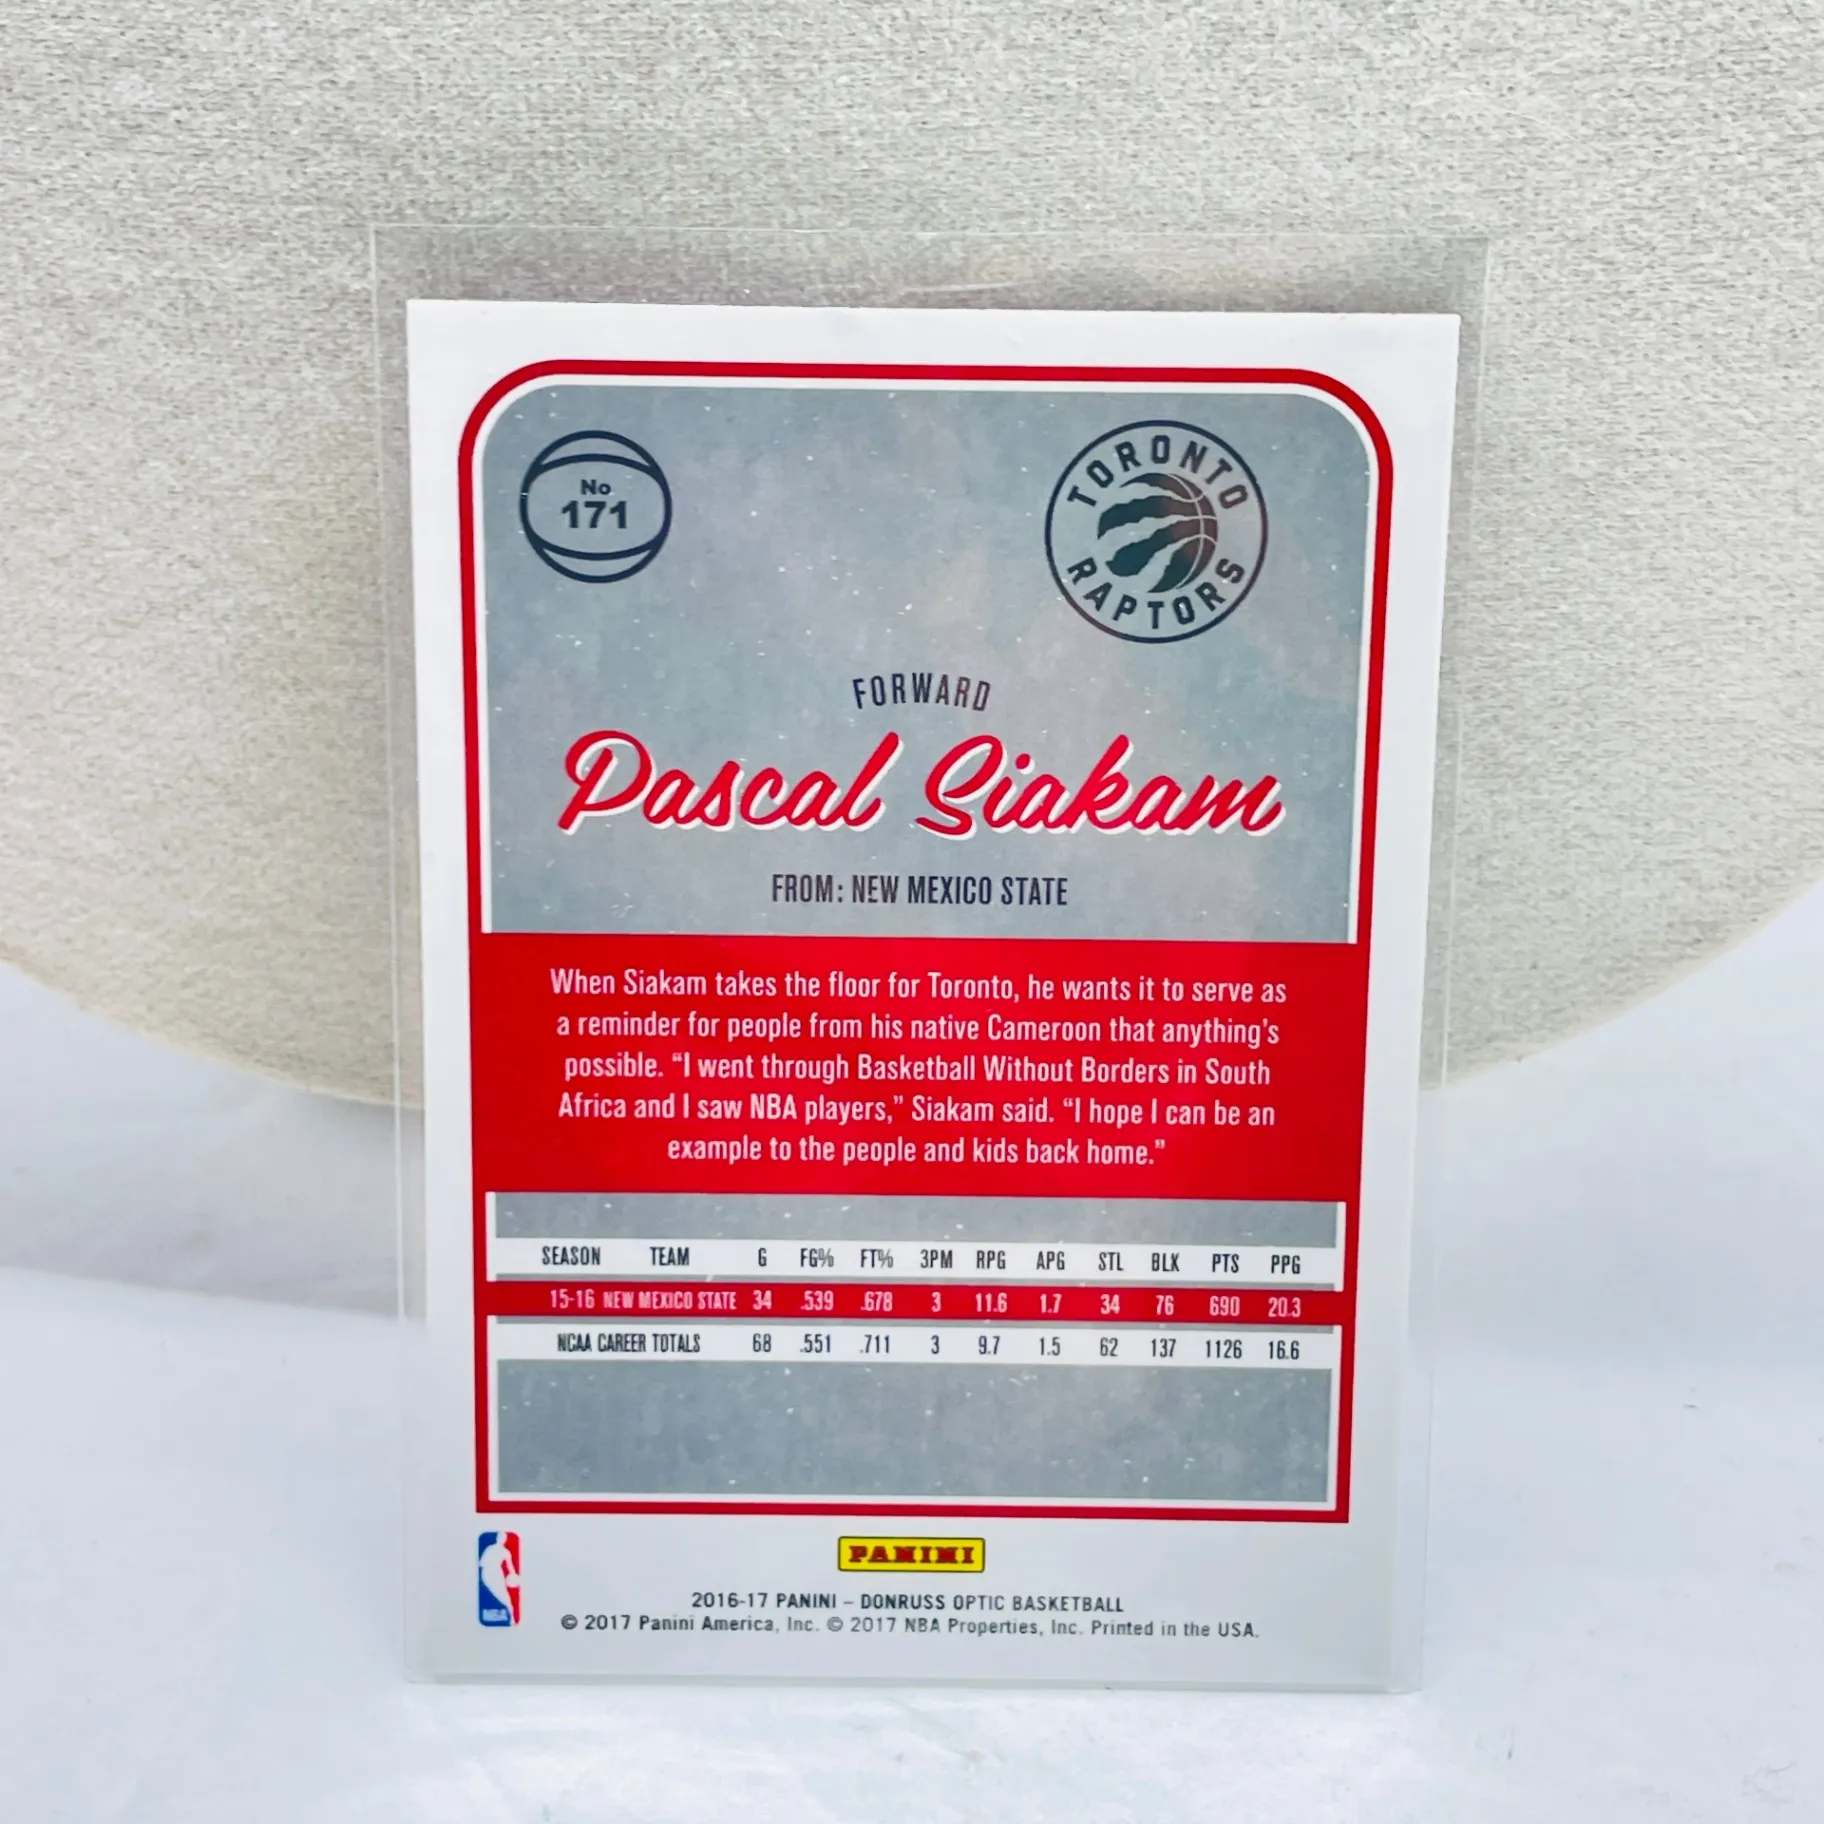 No
171
TORONTO
RAPTORS
FORWARD
Pascal Siakam
FROM: NEW MEXICO STATE
When Siakam takes the floor for Toronto, he wants it to serve as
a reminder for people from his native Cameroon that anything's
possible. “I went through Basketball Without Borders in South
Africa and I saw NBA players,” Siakam said. “I hope I can be an
example to the people and kids back home.”
SEASON TEAM G FG% FT% 3PM RPG APG STL BLK PTS PPG
15-16 NEW MEXICO STATE 34 .539 .678 3 11.6 1.7 34 76 690 20.3
NCAA CAREER TOTALS 68 .551 .711 3 9.7 1.5 62 137 1126 16.6
NBA
PANINI
2016-17 PANINI – DONRUSS OPTIC BASKETBALL
© 2017 Panini America, Inc. © 2017 NBA Properties, Inc. Printed in the USA.